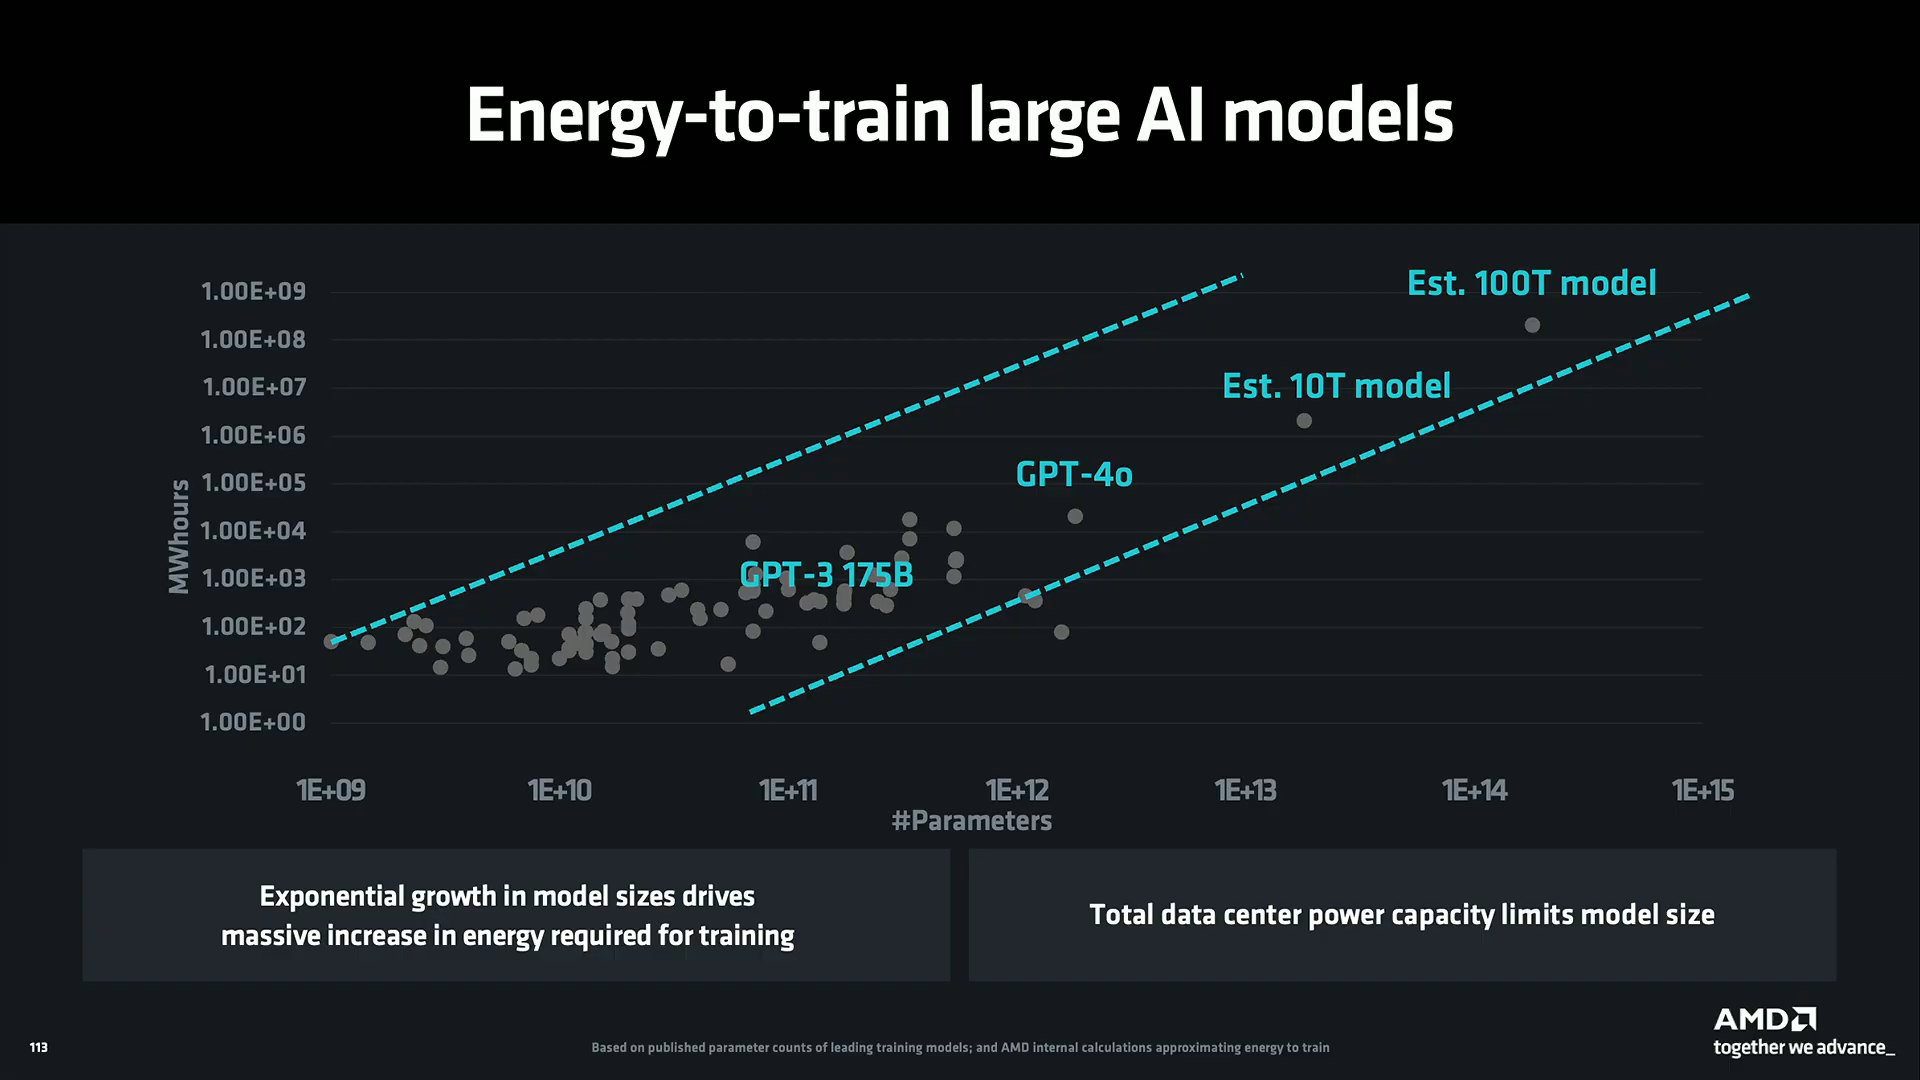 Energy-to-train large AI models
1.00E+09
1.00E+08
1.00E+07
1.00E+06
1.00E+05
1.00E+04
1.00E+03
1.00E+02
1.00E+01
1.00E+00
MWhours
Est. 100T model
Est. 10T model
GPT-4o
GPT-3 175B
1E+09 1E+10 1E+11 1E+12 1E+13 1E+14 1E+15
#Parameters
Exponential growth in model sizes drives
massive increase in energy required for training
Total data center power capacity limits model size
113
Based on published parameter counts of leading training models; and AMD internal calculations approximating energy to train
AMD
together we advance_